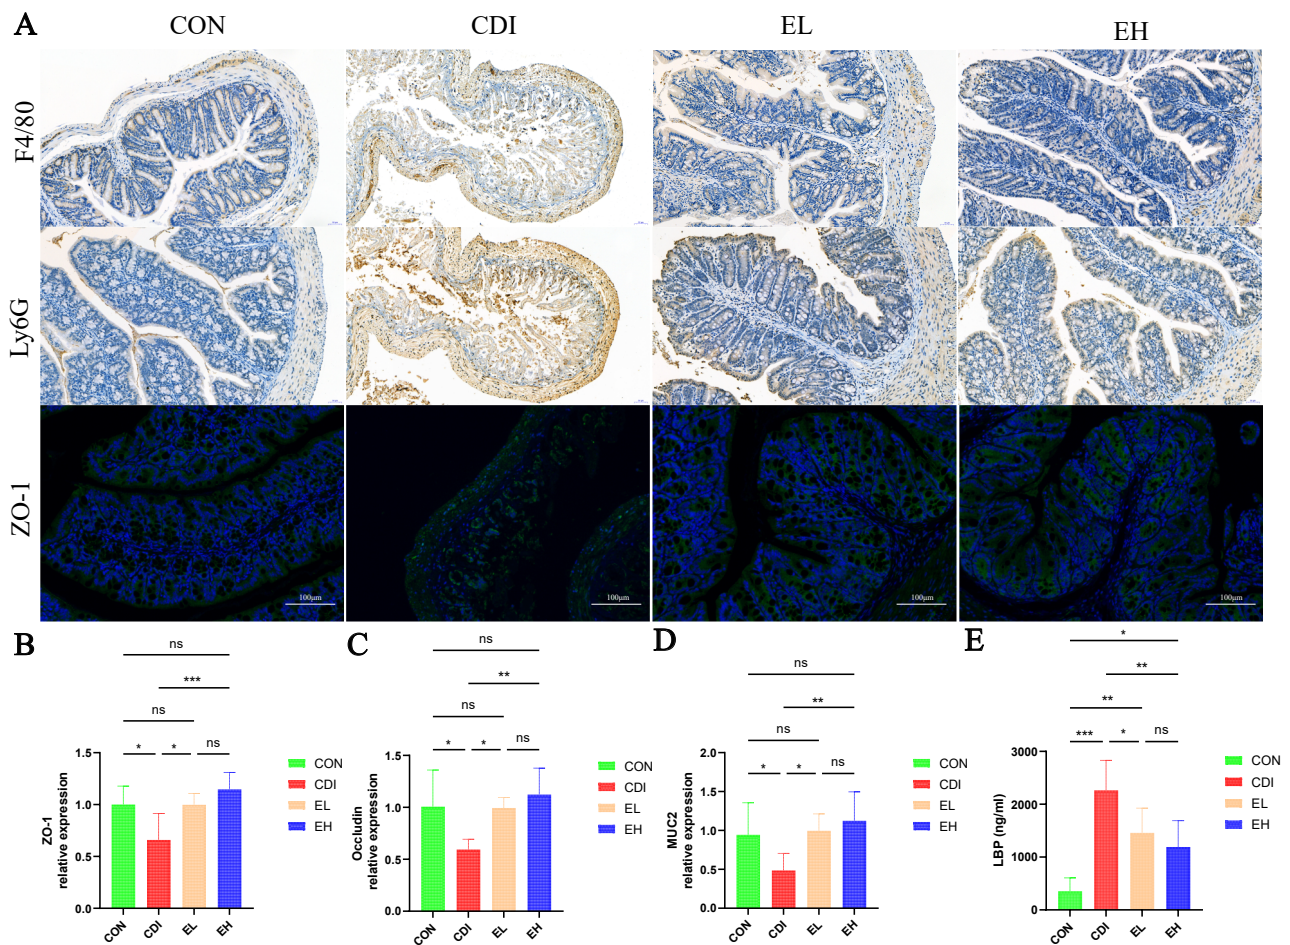 A
CON
CDI
EL
EH
F4/80
Ly6G
ZO-1
100μm
100μm
100μm
100μm
B
ns
***
ns
*
*
ns
ZO-1
relative expression
1.5
1.0
0.5
0.0
CON
CDI
EL
EH
CON
CDI
EL
EH
C
ns
**
ns
*
*
ns
Occludin
relative expression
1.5
1.0
0.5
0.0
CON
CDI
EL
EH
CON
CDI
EL
EH
D
ns
**
ns
*
*
ns
MUC2
relative expression
2.0
1.5
1.0
0.5
0.0
CON
CDI
EL
EH
CON
CDI
EL
EH
E
*
**
**
***
*
ns
LBP (ng/ml)
3000
2000
1000
0
CON
CDI
EL
EH
CON
CDI
EL
EH